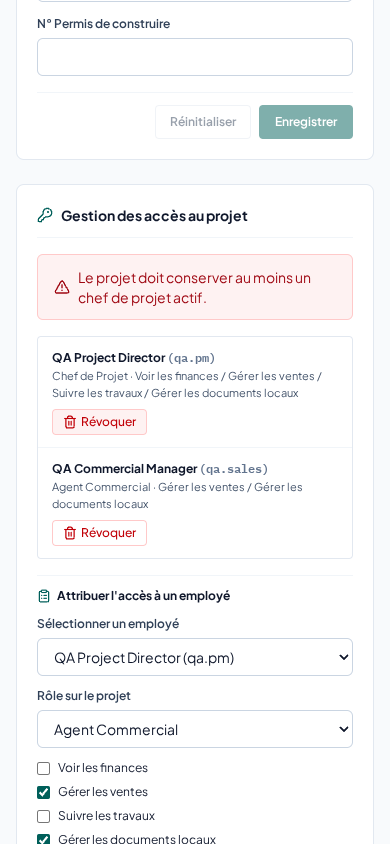 N° Permis de construire
Réinitialiser
Enregistrer
Gestion des accès au projet
Le projet doit conserver au moins un
chef de projet actif.
QA Project Director (qa.pm)
Chef de Projet · Voir les finances / Gérer les ventes /
Suivre les travaux / Gérer les documents locaux
Révoquer
QA Commercial Manager (qa.sales)
Agent Commercial · Gérer les ventes / Gérer les
documents locaux
Révoquer
Attribuer l'accès à un employé
Sélectionner un employé
QA Project Director (qa.pm)
Rôle sur le projet
Agent Commercial
Voir les finances
Gérer les ventes
Suivre les travaux
Gérer les documents locaux